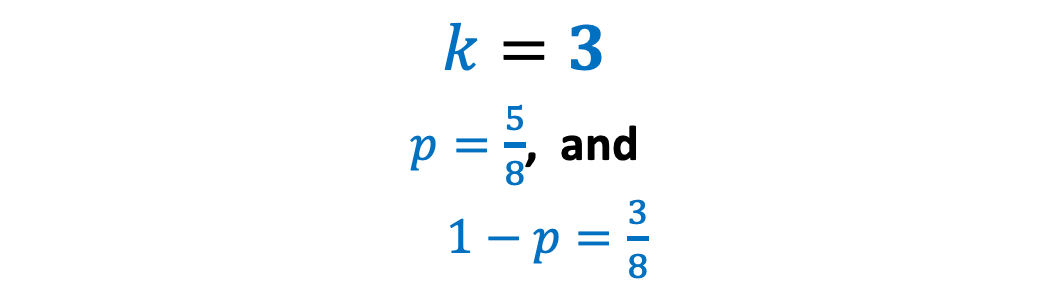 k = 3
p = 5/8, and
1 − p = 3/8